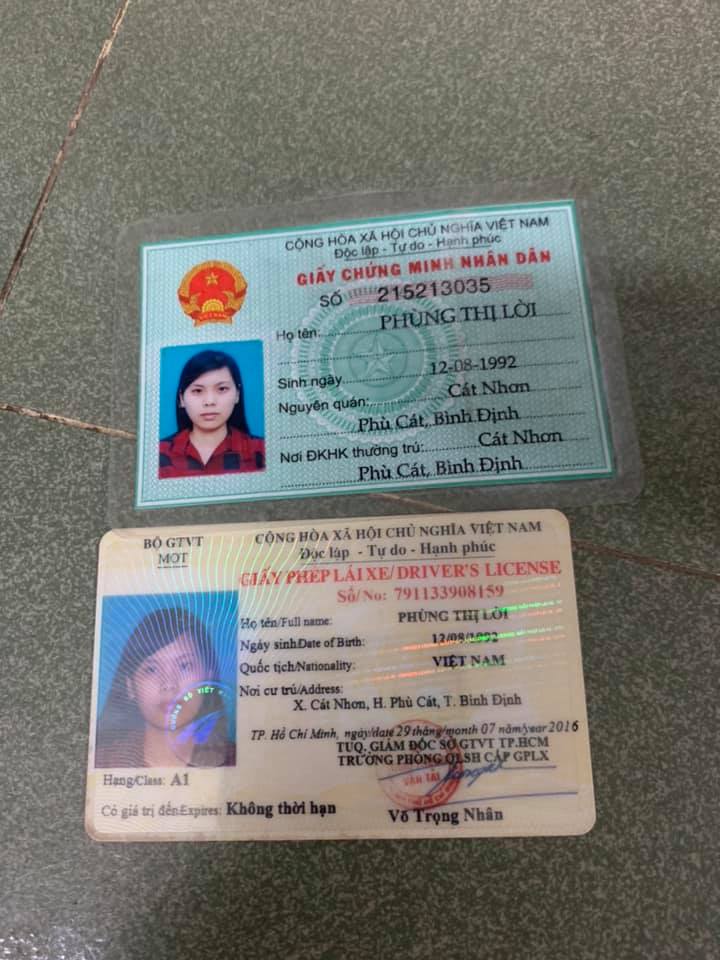 CỘNG HÒA XÃ HỘI CHỦ NGHĨA VIỆT NAM
Độc lập - Tự do - Hạnh phúc
GIẤY CHỨNG MINH NHÂN DÂN
SỐ 215213035
Họ tên: PHÙNG THỊ LỜI
Sinh ngày 12-08-1992
Nguyên quán: Cát Nhơn
Phù Cát, Bình Định
Nơi ĐKHK thường trú: Cát Nhơn
Phù Cát, Bình Định
VIỆT NAM
BỘ GTVT
MOT
CỘNG HÒA XÃ HỘI CHỦ NGHĨA VIỆT NAM
Độc lập - Tự do - Hạnh phúc
GIẤY PHÉP LÁI XE/ DRIVER'S LICENSE
Số/No: 791133908159
Họ tên/Full name: PHÙNG THỊ LỜI
Ngày sinh/Date of Birth: 12/08/1992
Quốc tịch/Nationality: VIỆT NAM
Nơi cư trú/Address:
X. Cát Nhơn, H. Phù Cát, T. Bình Định
TP. Hồ Chí Minh, ngày/date 29 tháng/month 07 năm/year 2016
TUQ. GIÁM ĐỐC SỞ GTVT TP.HCM
TRƯỞNG PHÒNG QLSH CẤP GPLX
VẬN TẢI
Hạng/Class: A1
Có giá trị đến/Expires: Không thời hạn
Võ Trọng Nhân